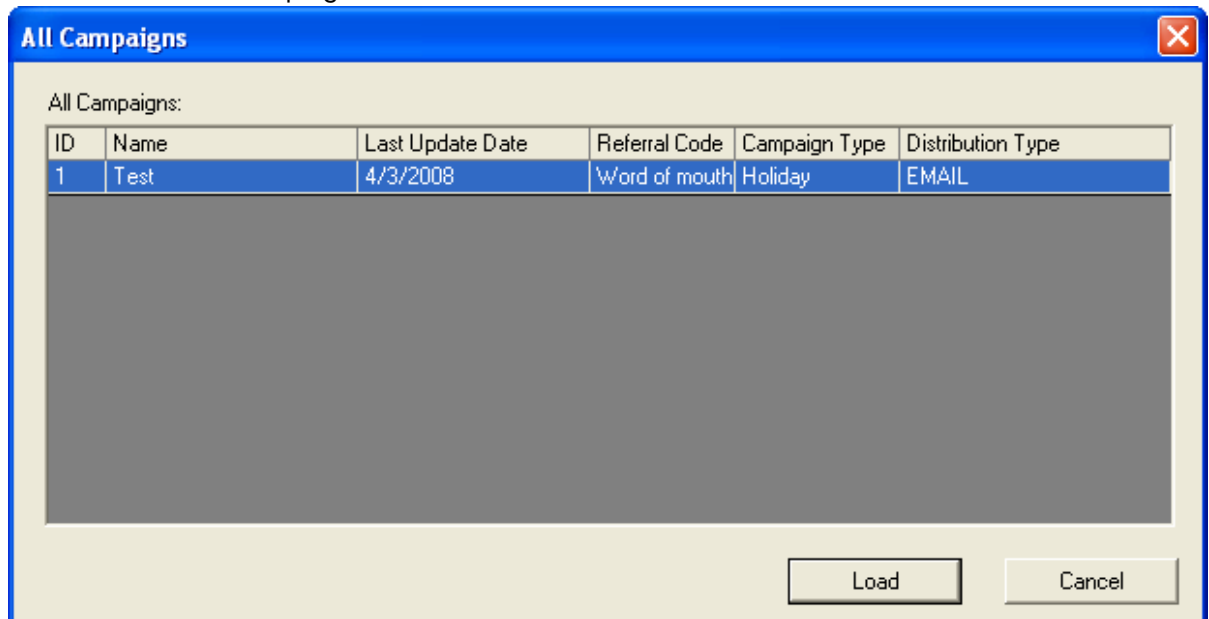 All Campaigns
All Campaigns:
ID Name Last Update Date Referral Code Campaign Type Distribution Type
1 Test 4/3/2008 Word of mouth Holiday EMAIL
Load Cancel